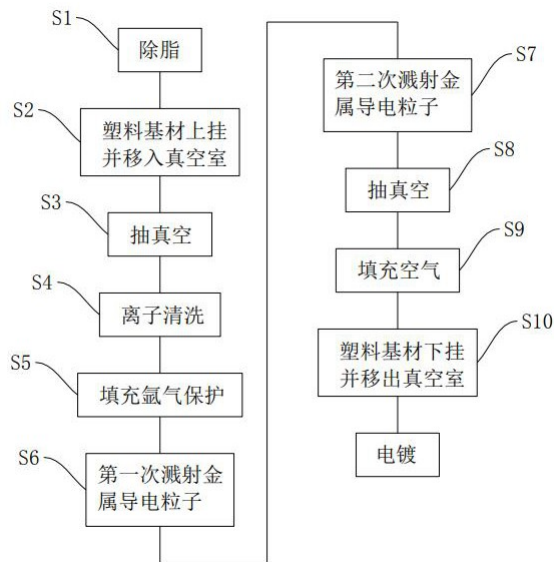 S1
除脂
S2
塑料基材上挂
并移入真空室
S3
抽真空
S4
离子清洗
S5
填充氩气保护
S6
第一次溅射金
属导电粒子
S7
第二次溅射金
属导电粒子
S8
抽真空
S9
填充空气
S10
塑料基材下挂
并移出真空室
电镀